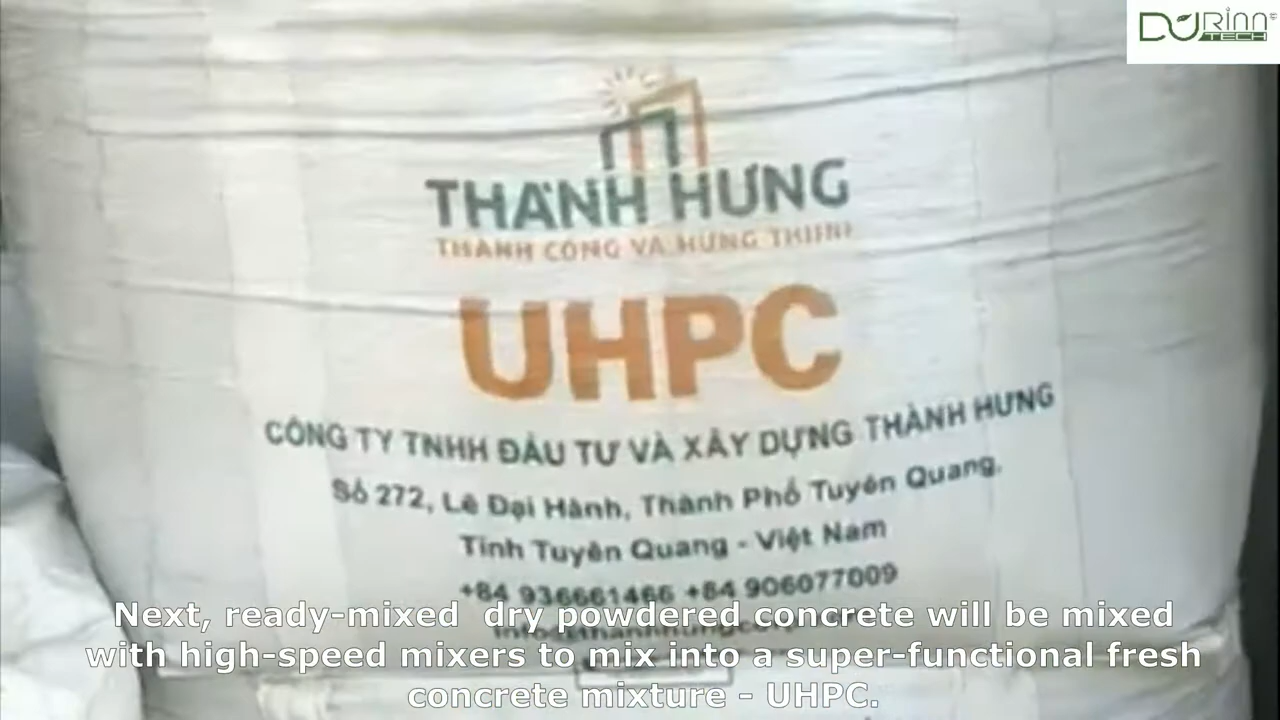 DURINN TECH
THÀNH HƯNG
THÀNH CÔNG VÀ HƯNG THỊNH
UHPC
CÔNG TY TNHH ĐẦU TƯ VÀ XÂY DỰNG THÀNH HƯNG
Số 272, Lê Đại Hành, Thành Phố Tuyên Quang,
Tỉnh Tuyên Quang - Việt Nam
+84 936661466 +84 906077009
Next, ready-mixed dry powdered concrete will be mixed
with high-speed mixers to mix into a super-functional fresh
concrete mixture - UHPC.